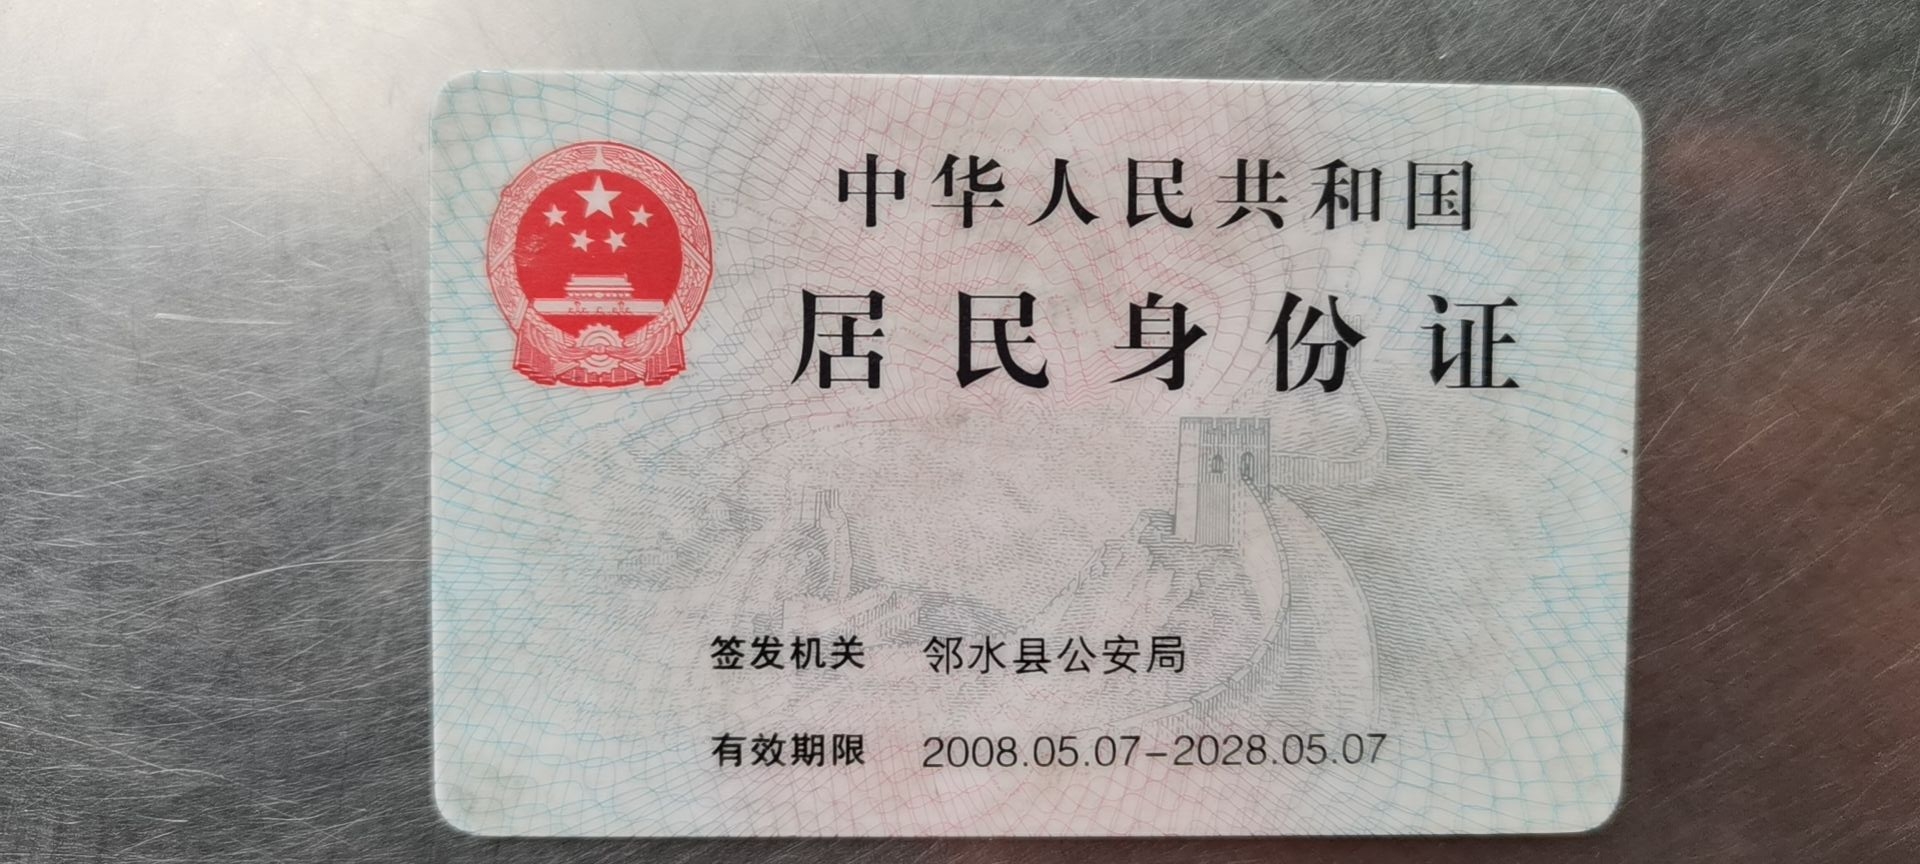 中华人民共和国
居民身份证
签发机关 邻水县公安局
有效期限 2008.05.07-2028.05.07